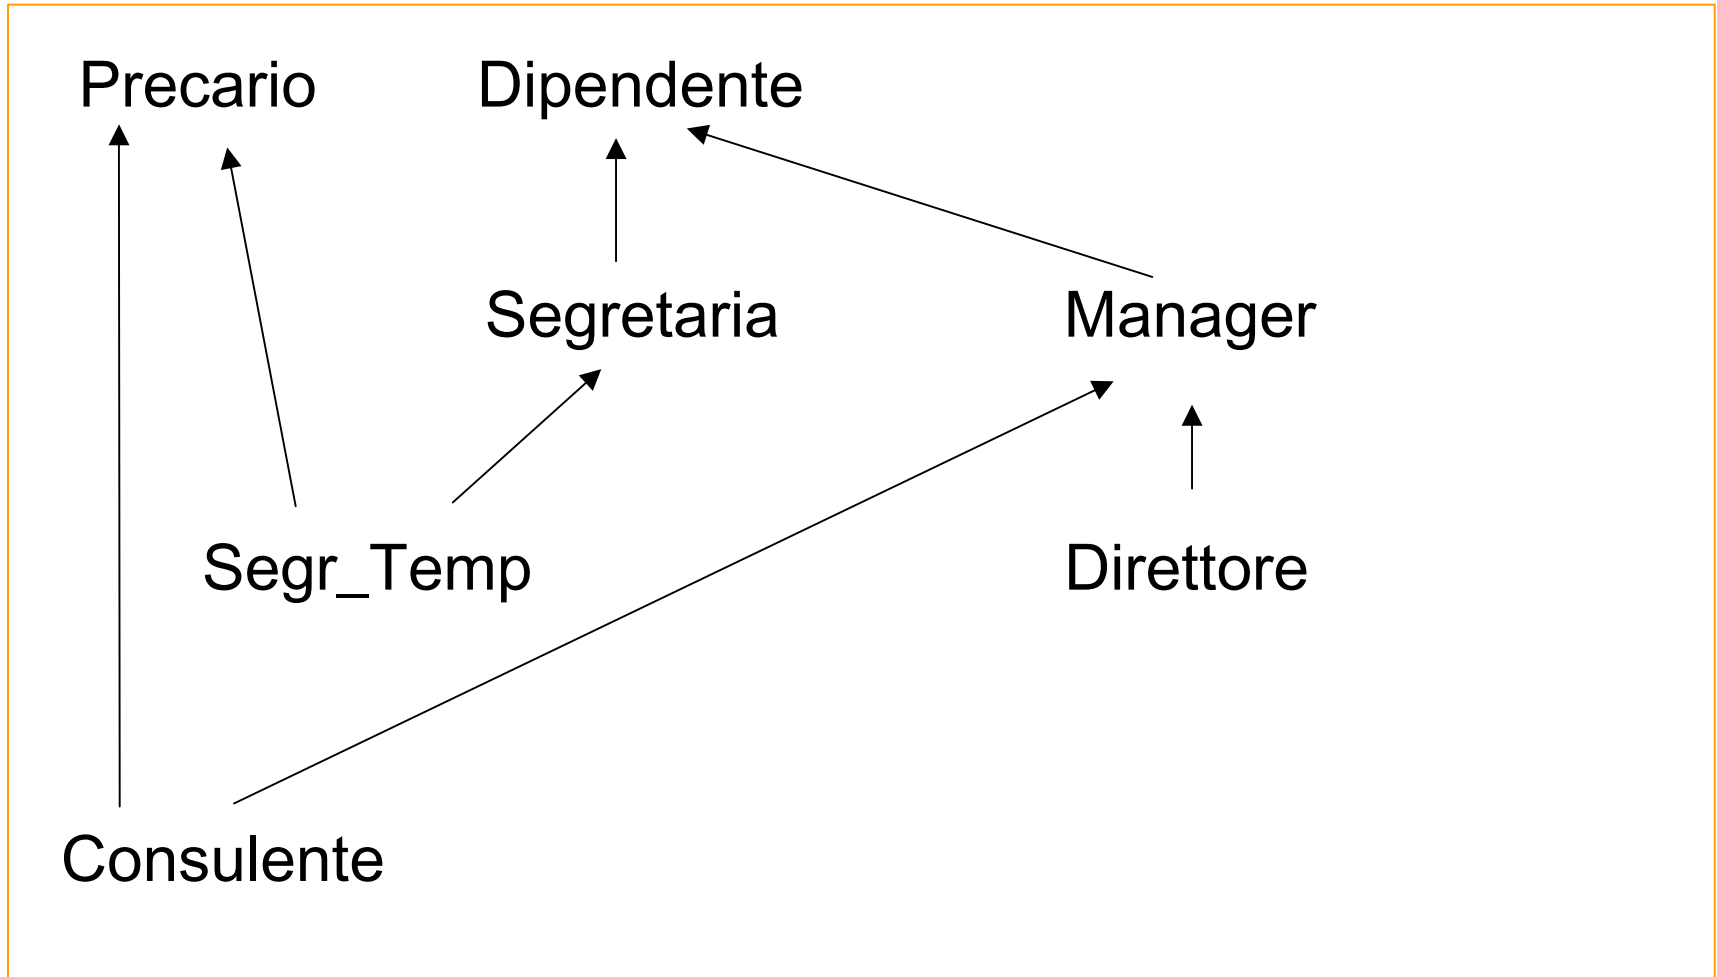 Precario Dipendente
Segretaria Manager
Segr_Temp Direttore
Consulente